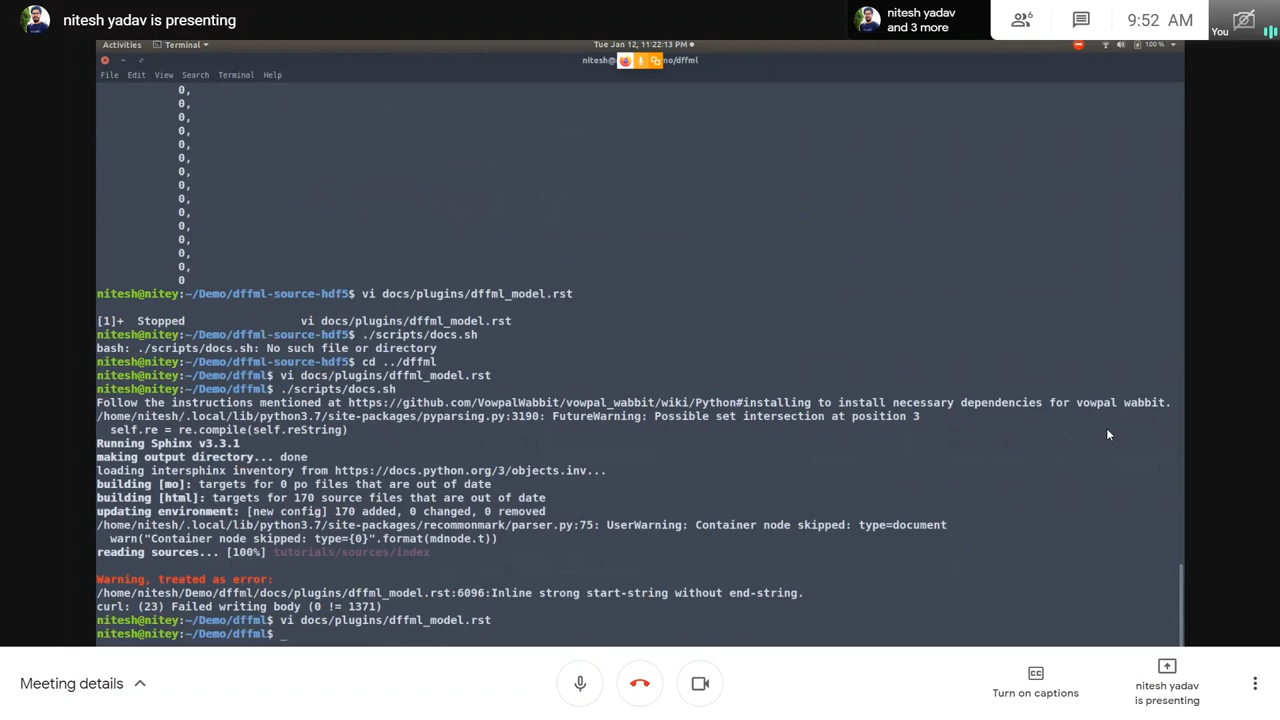 nitesh yadav is presenting
nitesh yadav
and 3 more
6
9:52 AM
You
Activities
Terminal
Tue Jan 12, 11:22:13 PM
100 %
nitesh@
mo/dffml
File Edit View Search Terminal Help
0,
0,
0,
0,
0,
0,
0,
0,
0,
0,
0,
0,
0,
0,
0
nitesh@nitey:~/Demo/dffml-source-hdf5$ vi docs/plugins/dffml_model.rst
[1]+  Stopped                 vi docs/plugins/dffml_model.rst
nitesh@nitey:~/Demo/dffml-source-hdf5$ ./scripts/docs.sh
bash: ./scripts/docs.sh: No such file or directory
nitesh@nitey:~/Demo/dffml-source-hdf5$ cd ../dffml
nitesh@nitey:~/Demo/dffml$ vi docs/plugins/dffml_model.rst
nitesh@nitey:~/Demo/dffml$ ./scripts/docs.sh
Follow the instructions mentioned at https://github.com/VowpalWabbit/vowpal_wabbit/wiki/Python#installing to install necessary dependencies for vowpal wabbit.
/home/nitesh/.local/lib/python3.7/site-packages/pyparsing.py:3190: FutureWarning: Possible set intersection at position 3
self.re = re.compile(self.reString)
Running Sphinx v3.3.1
making output directory... done
loading intersphinx inventory from https://docs.python.org/3/objects.inv...
building [mo]: targets for 0 po files that are out of date
building [html]: targets for 170 source files that are out of date
updating environment: [new config] 170 added, 0 changed, 0 removed
/home/nitesh/.local/lib/python3.7/site-packages/recommonmark/parser.py:75: UserWarning: Container node skipped: type=document
warn("Container node skipped: type={0}".format(mdnode.t))
reading sources... [100%] tutorials/sources/index
Warning, treated as error:
/home/nitesh/Demo/dffml/docs/plugins/dffml_model.rst:6096:Inline strong start-string without end-string.
curl: (23) Failed writing body (0 != 1371)
nitesh@nitey:~/Demo/dffml$ vi docs/plugins/dffml_model.rst
nitesh@nitey:~/Demo/dffml$ _
Meeting details
CC
Turn on captions
nitesh yadav
is presenting